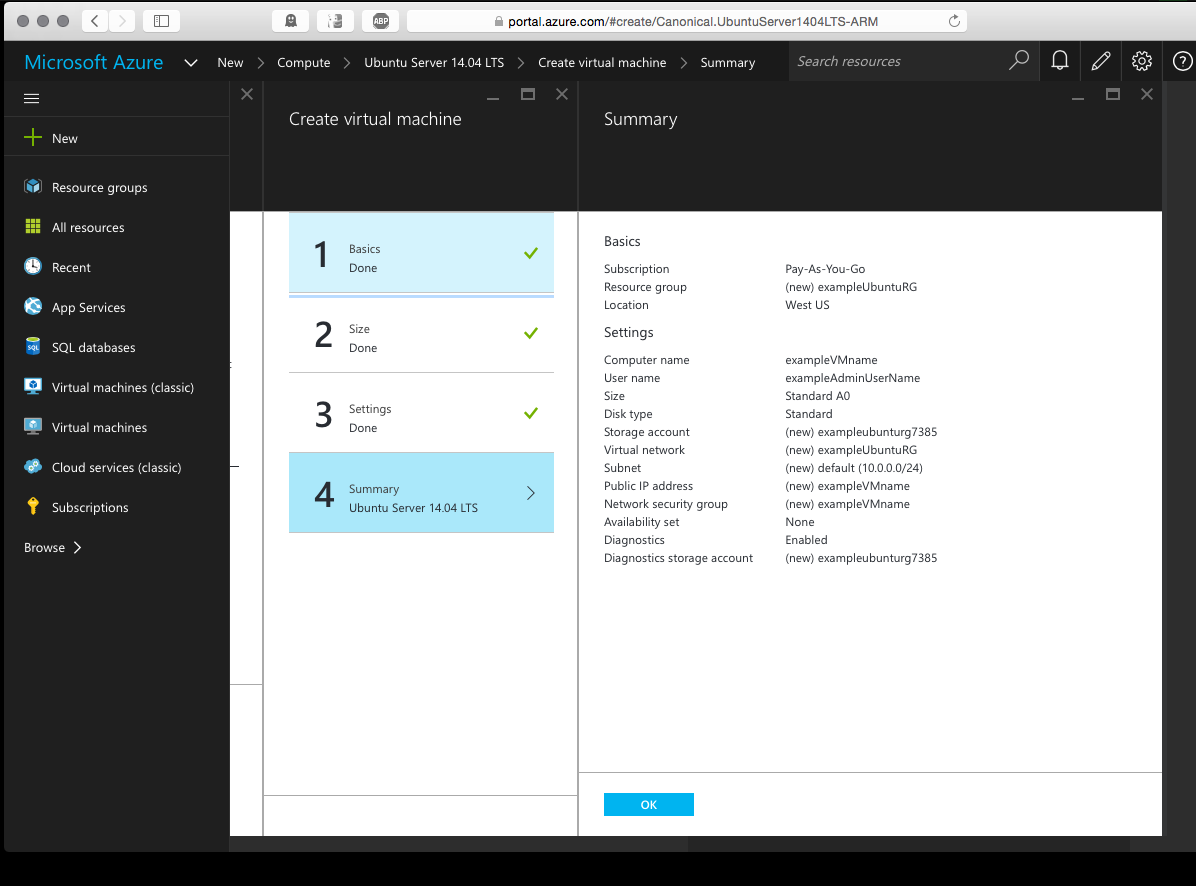 ABP
portal.azure.com/#create/Canonical.UbuntuServer1404LTS-ARM
Microsoft Azure New Compute Ubuntu Server 14.04 LTS Create virtual machine Summary Search resources ?
New
Resource groups
All resources
Recent
App Services
SQL
SQL databases
Virtual machines (classic)
Virtual machines
Cloud services (classic)
Subscriptions
Browse
Create virtual machine
1 Basics
Done
2 Size
Done
3 Settings
Done
4 Summary
Ubuntu Server 14.04 LTS
Summary
Basics
Subscription Pay-As-You-Go
Resource group (new) exampleUbuntuRG
Location West US
Settings
Computer name exampleVMname
User name exampleAdminUserName
Size Standard A0
Disk type Standard
Storage account (new) exampleubunturg7385
Virtual network (new) exampleUbuntuRG
Subnet (new) default (10.0.0.0/24)
Public IP address (new) exampleVMname
Network security group (new) exampleVMname
Availability set None
Diagnostics Enabled
Diagnostics storage account (new) exampleubunturg7385
OK